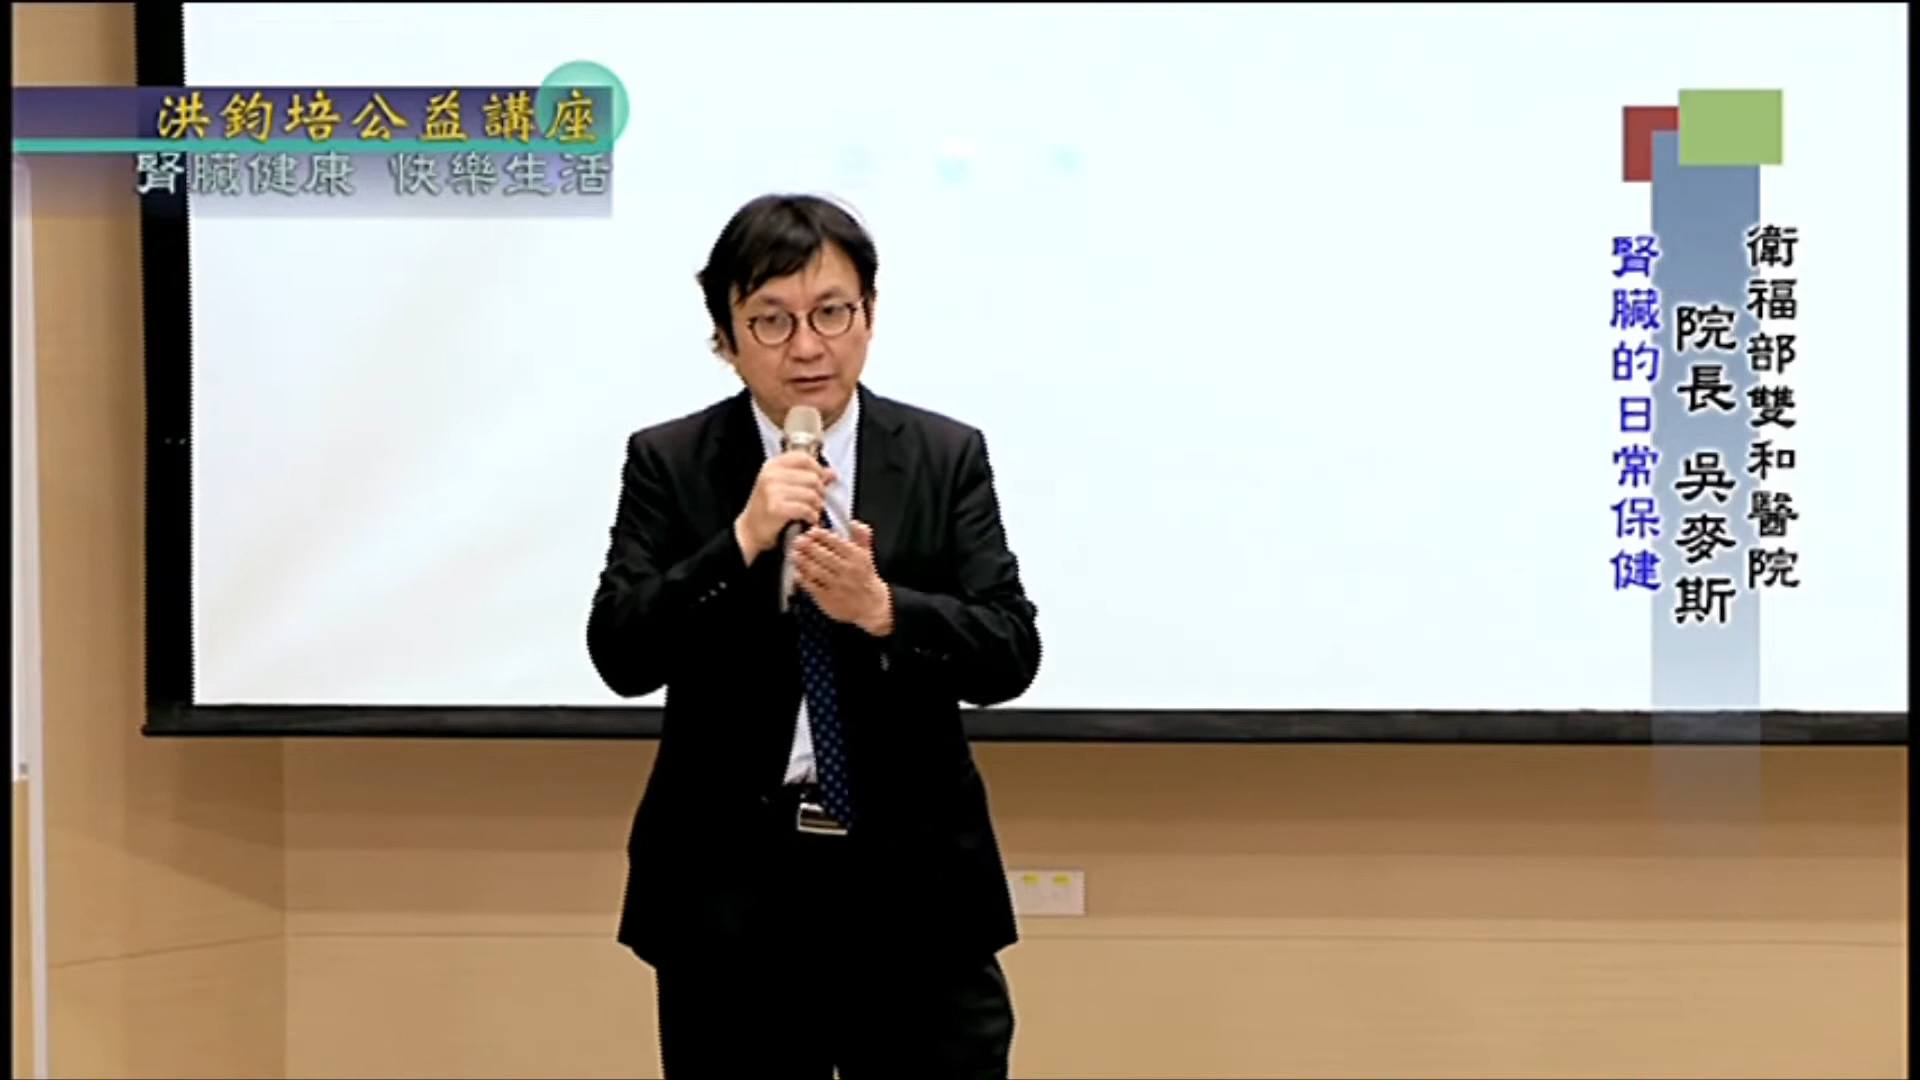 洪鈞培公益講座
腎臟健康 快樂生活
衛福部雙和醫院
院長 吳麥斯
腎臟的日常保健